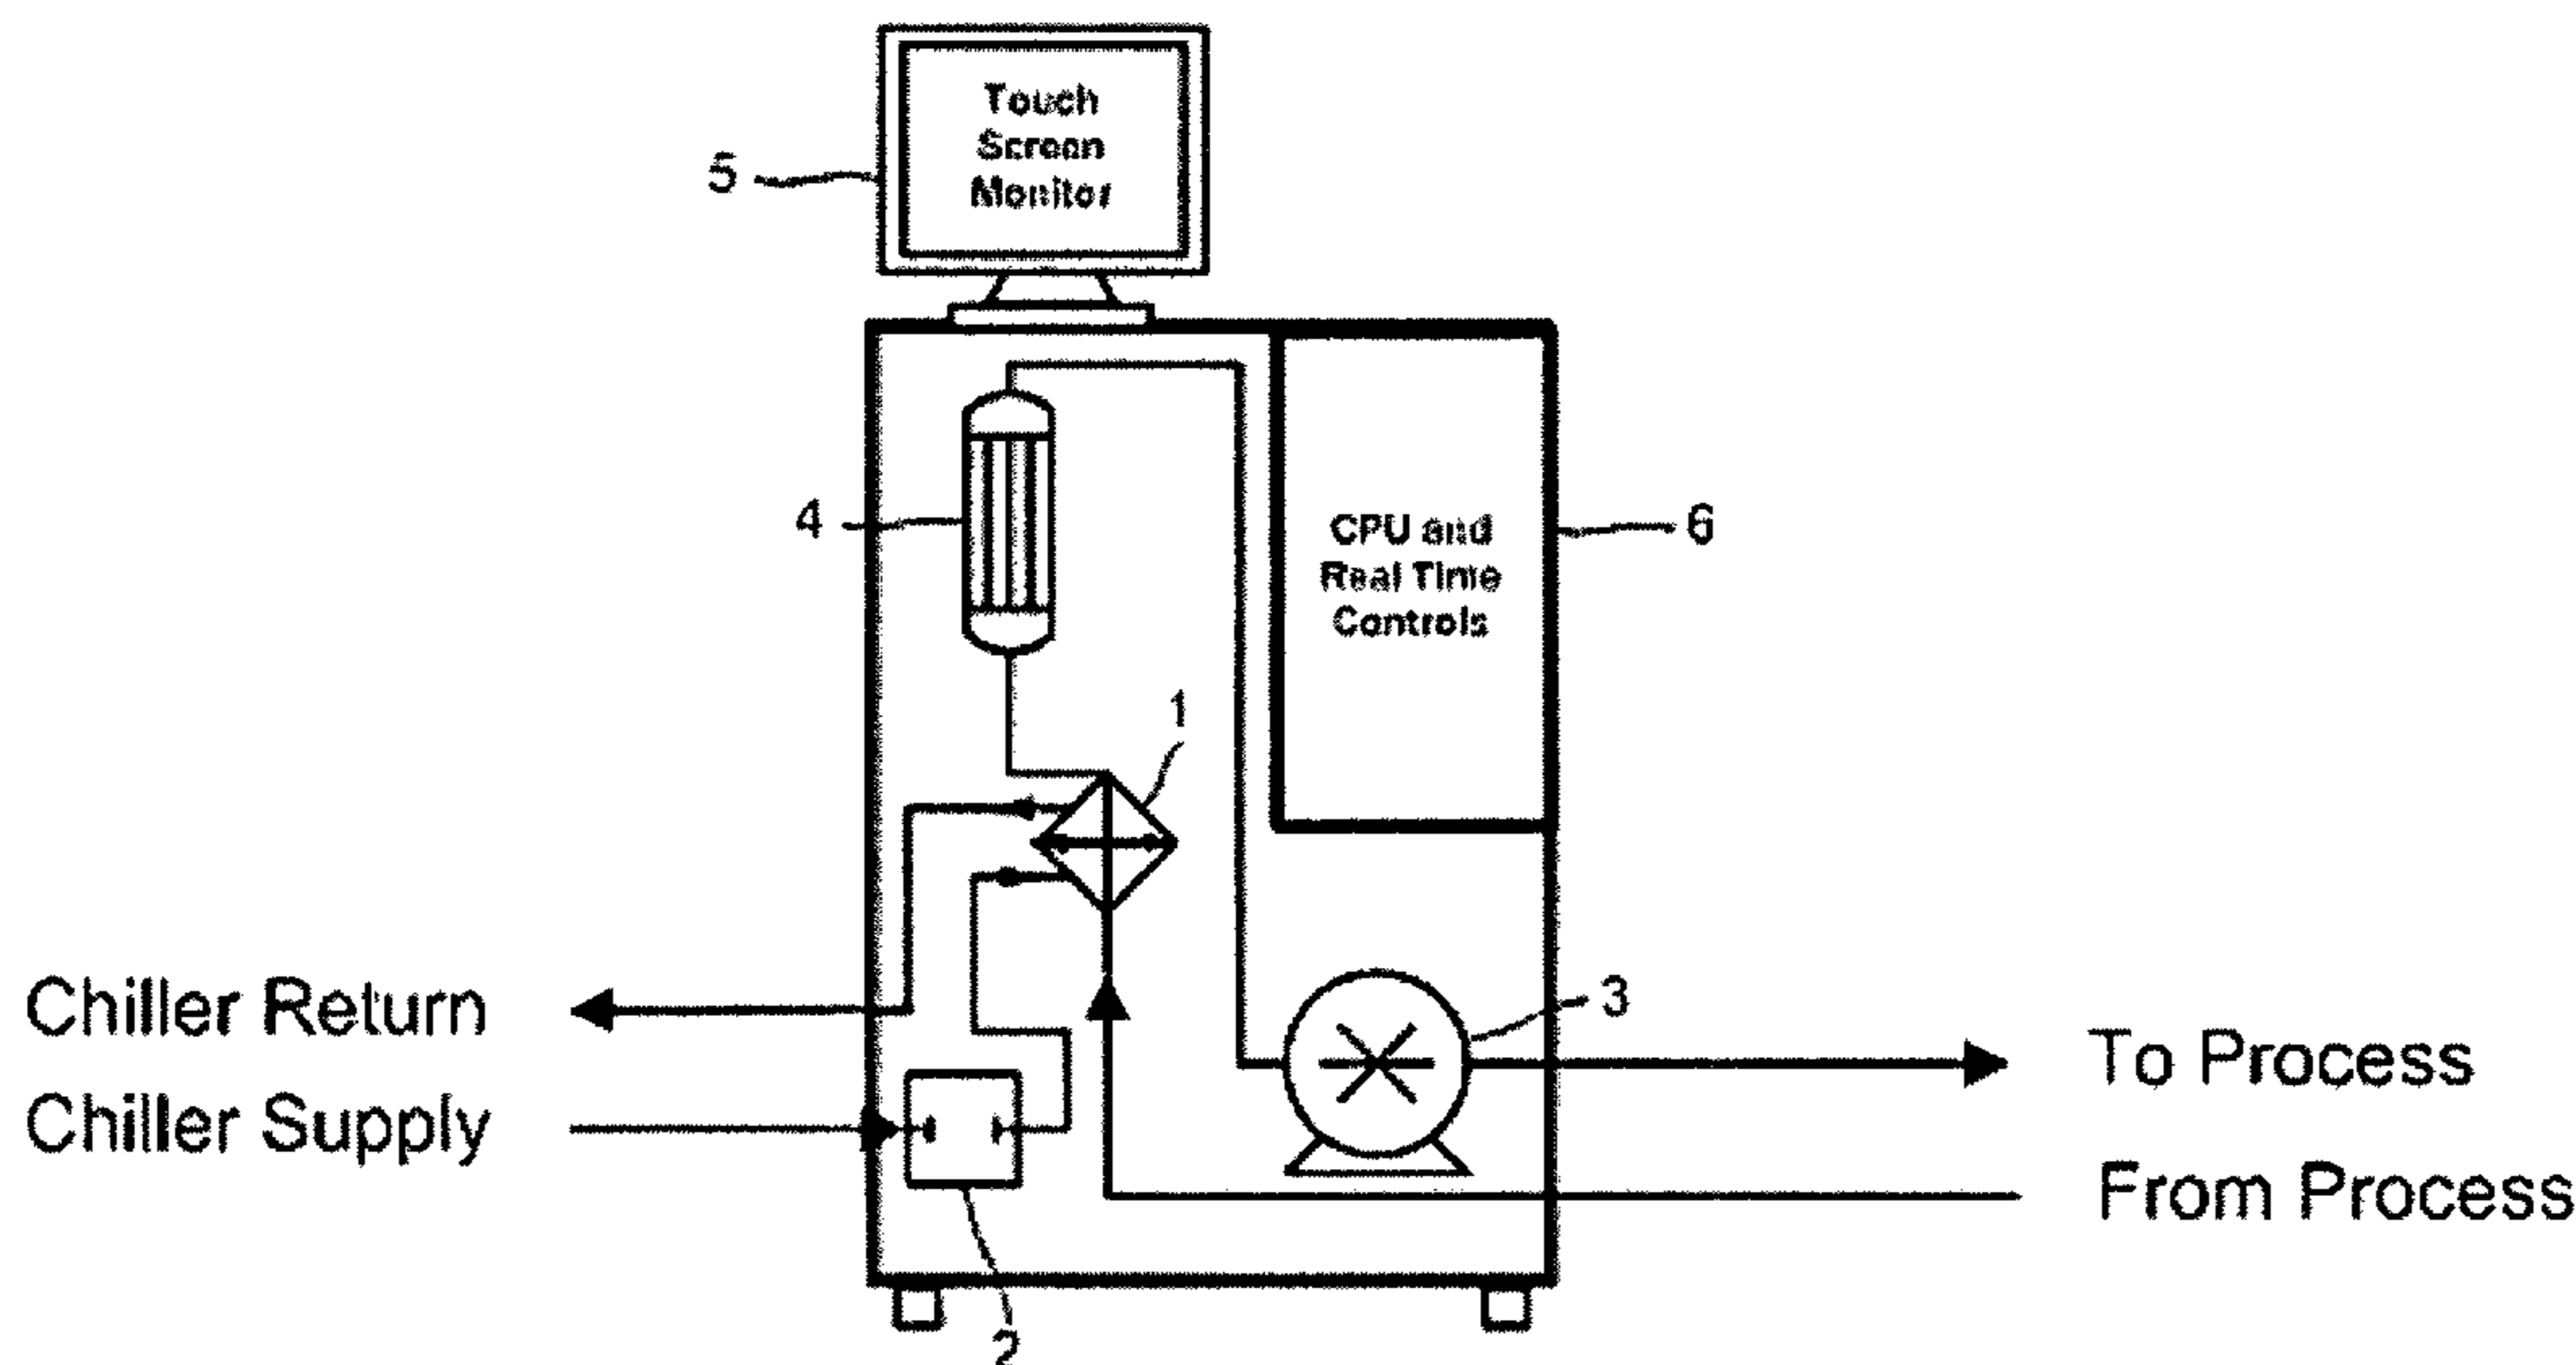 Touch
Screen
Monitor
5
4
CPU and
Real Time
Controls
6
1
Chiller Return
3
To Process
Chiller Supply
From Process
2